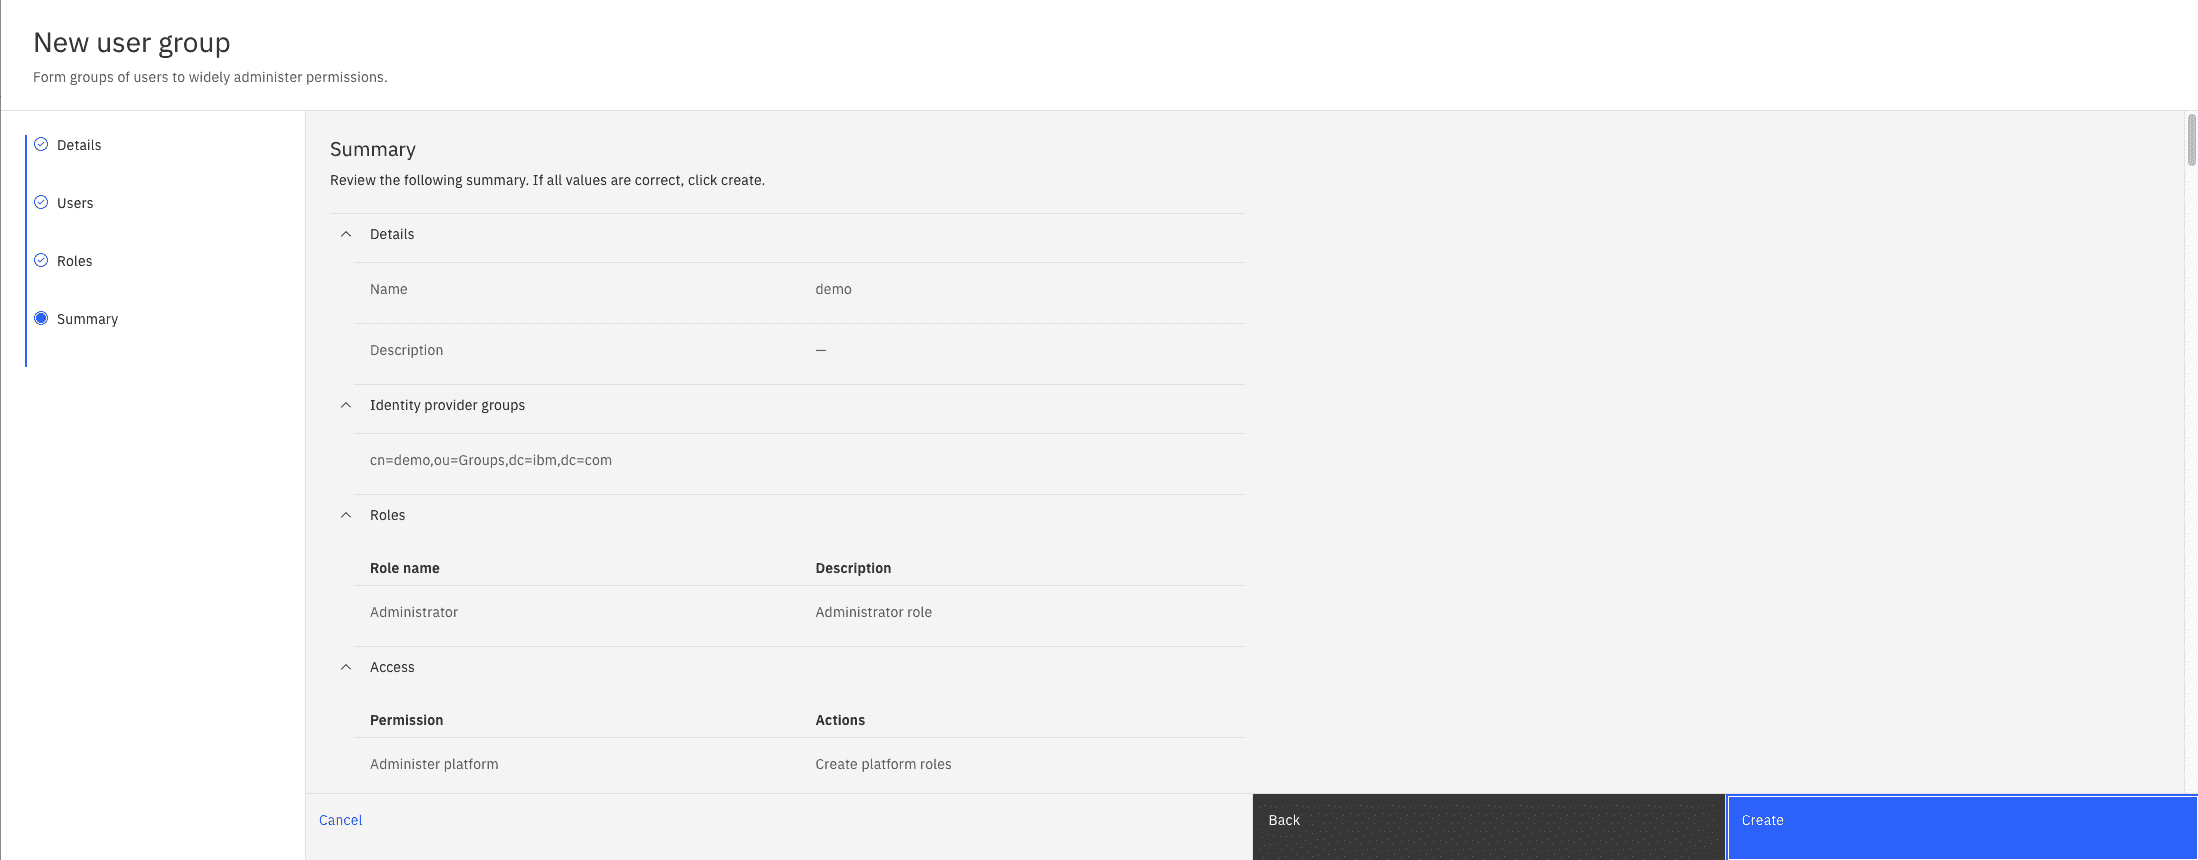 New user group
Form groups of users to widely administer permissions.
Details
Users
Roles
Summary
Summary
Review the following summary. If all values are correct, click create.
Details
Name demo
Description —
Identity provider groups
cn=demo,ou=Groups,dc=ibm,dc=com
Roles
Role name Description
Administrator Administrator role
Access
Permission Actions
Administer platform Create platform roles
Cancel Back Create